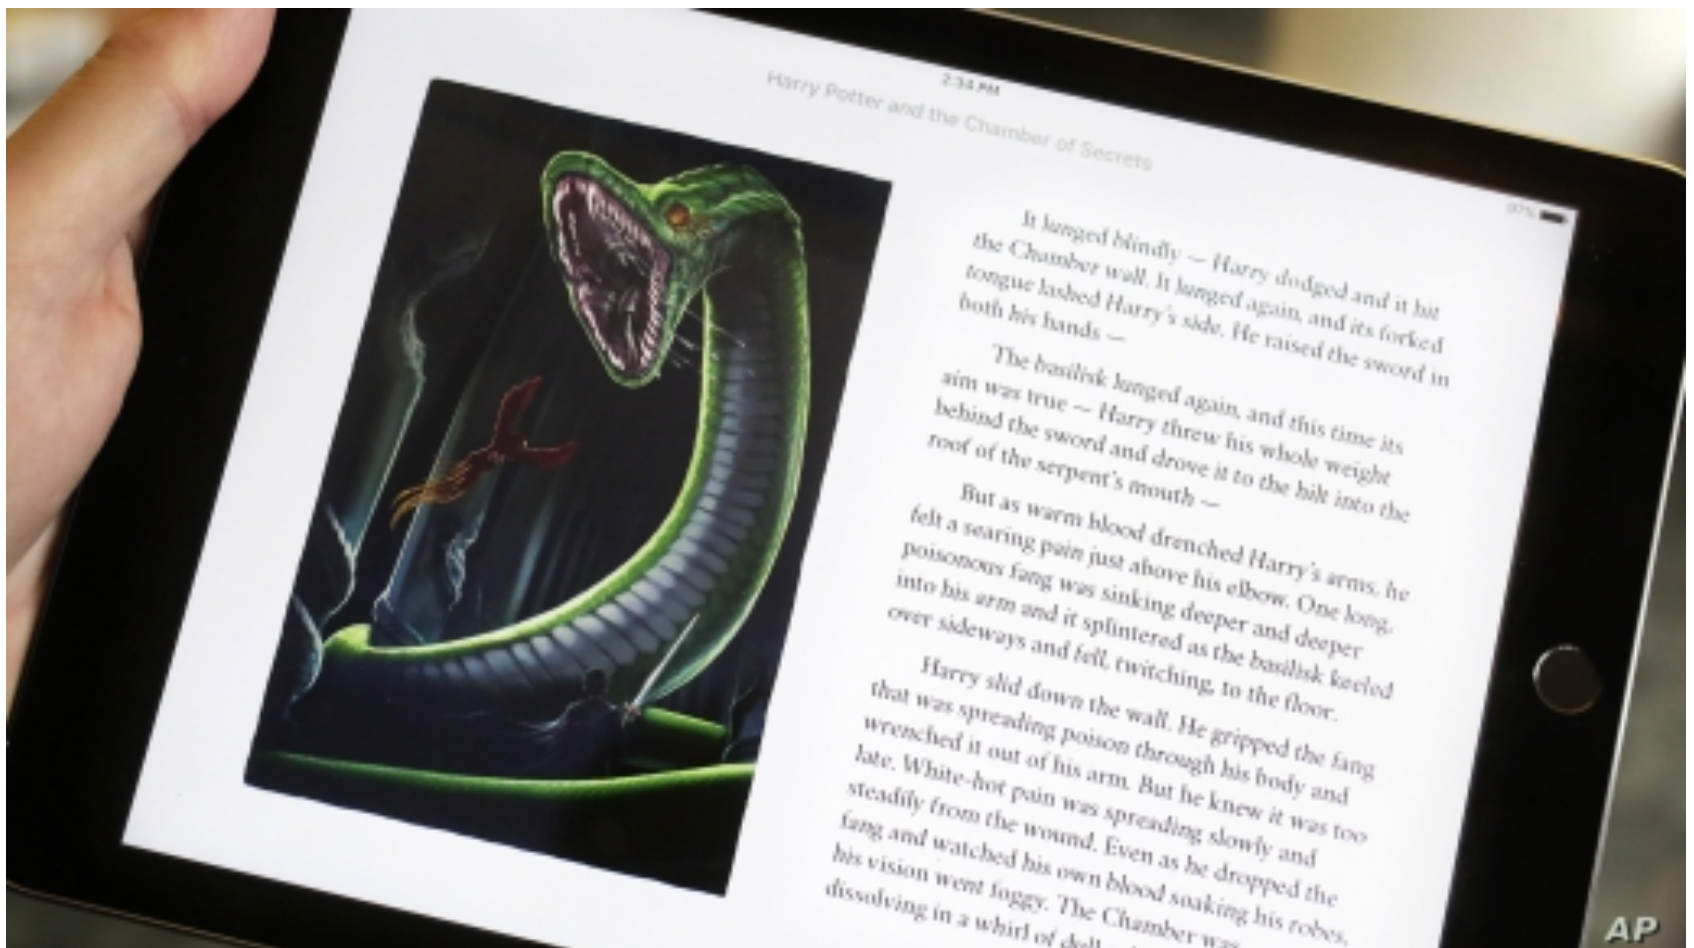 2:34 PM
Harry Potter and the Chamber of Secrets
97%
It lunged blindly — Harry dodged and it hit
the Chamber wall. It lunged again, and its forked
tongue lashed Harry's side. He raised the sword in
both his hands —
The basilisk lunged again, and this time its
aim was true — Harry threw his whole weight
behind the sword and drove it to the hilt into the
roof of the serpent's mouth —
But as warm blood drenched Harry's arms, he
felt a searing pain just above his elbow. One long,
poisonous fang was sinking deeper and deeper
into his arm and it splintered as the basilisk keeled
over sideways and fell, twitching, to the floor.
Harry slid down the wall. He gripped the fang
that was spreading poison through his body and
wrenched it out of his arm. But he knew it was too
late. White-hot pain was spreading slowly and
steadily from the wound. Even as he dropped the
fang and watched his own blood soaking his robes,
his vision went foggy. The Chamber was
dissolving in a whirl of dull
AP